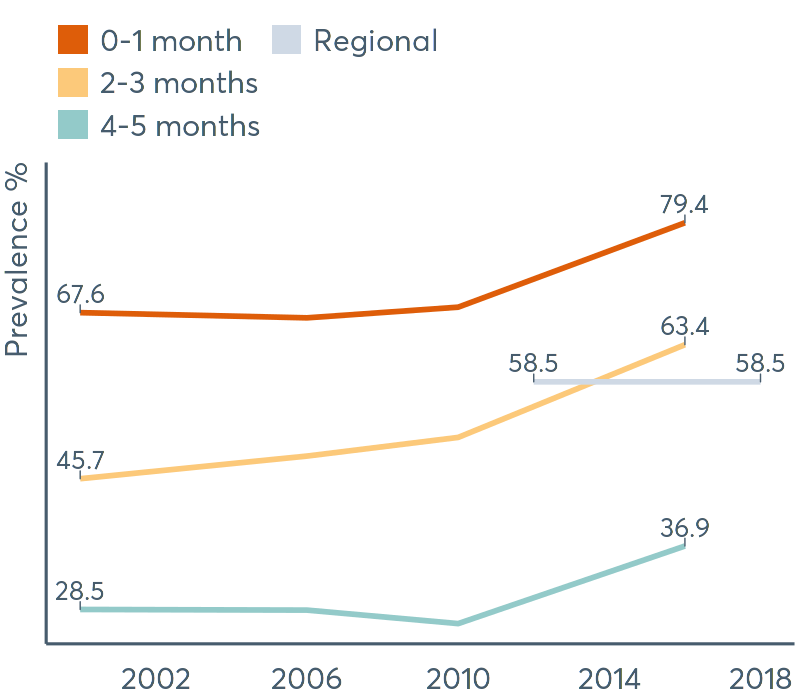 0-1 month
Regional
2-3 months
4-5 months
Prevalence %
79.4
67.6
63.4
58.5
58.5
45.7
36.9
28.5
2002 2006 2010 2014 2018